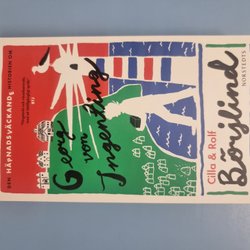 DEN HÄPNADSVÄCKANDE HISTORIEN OM
Georg
von
Ingenting
Cilla & Rolf
Börjlind
NORSTEDTS